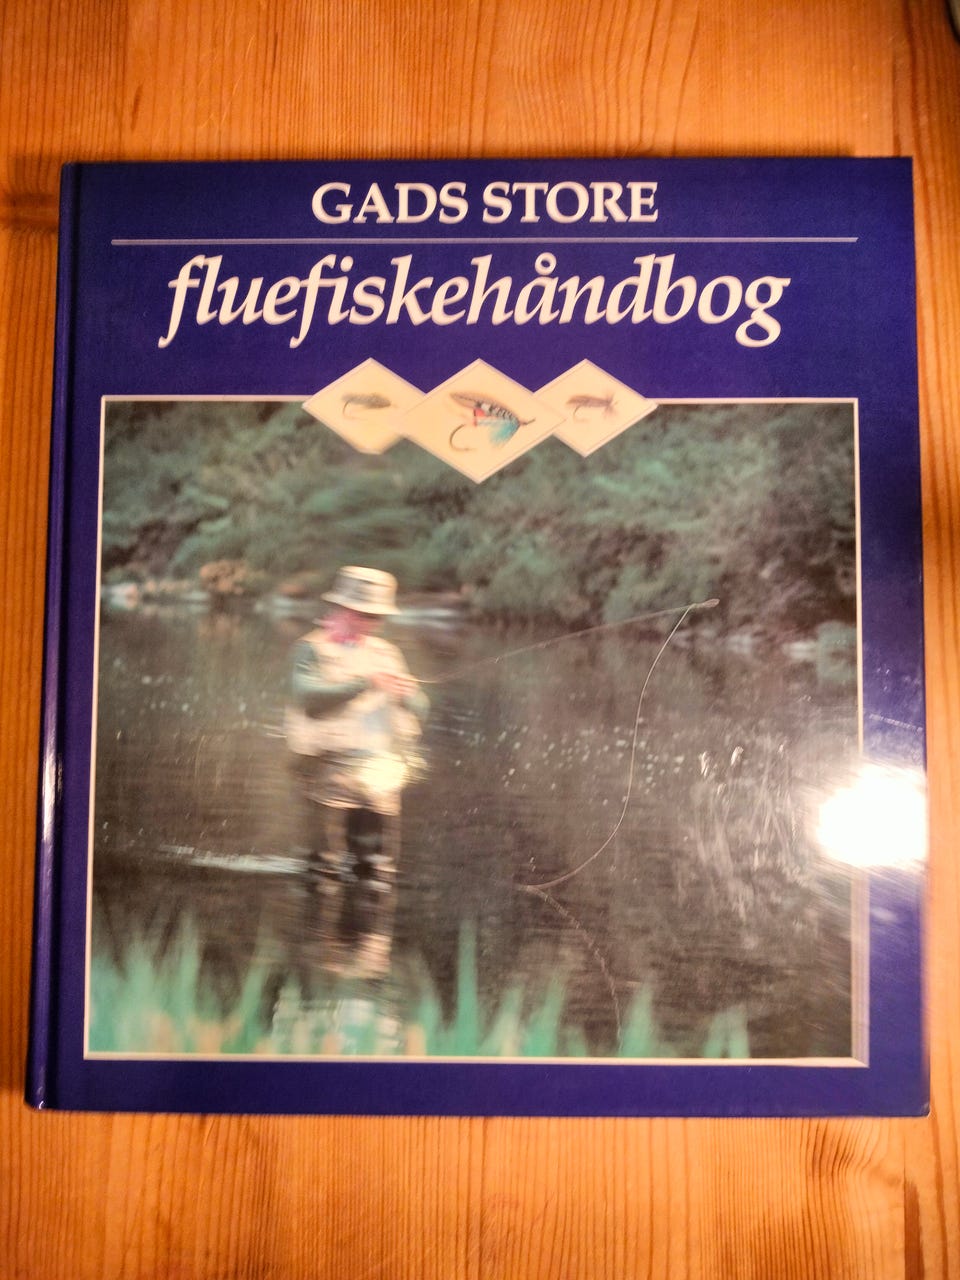 GADS STORE
fluefiskehåndbog